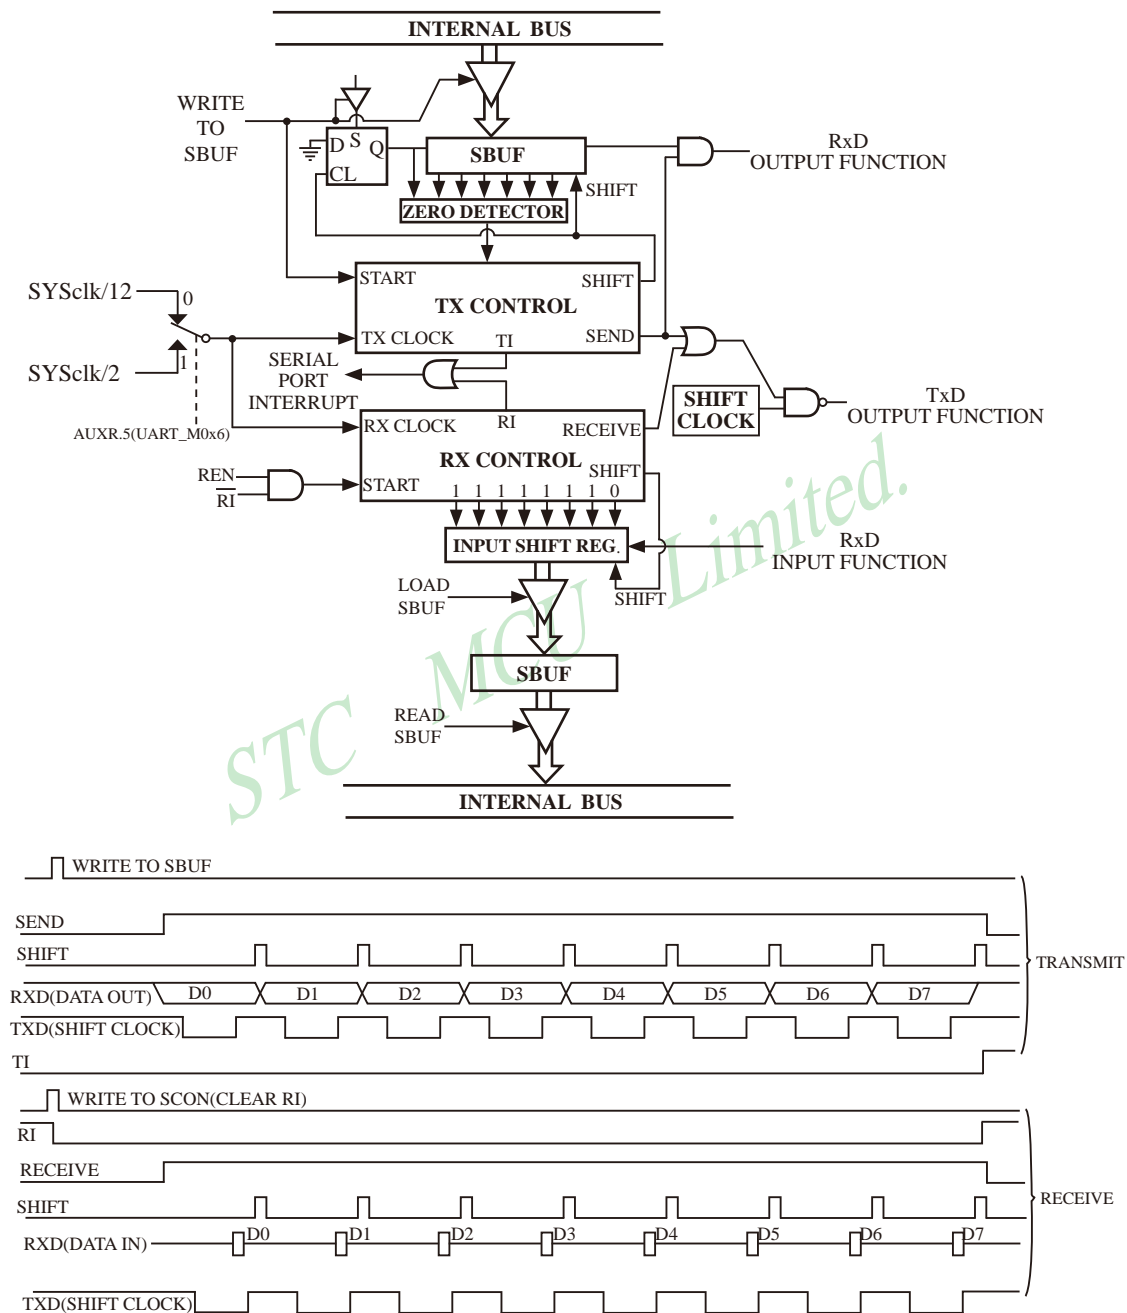 INTERNAL BUS
WRITE
TO
SBUF
D
S
Q
CL
SBUF
RxD
OUTPUT FUNCTION
SHIFT
ZERO DETECTOR
START
SHIFT
TX CONTROL
SYSclk/12
0
TX CLOCK
TI
SEND
SYSclk/2
1
SERIAL
PORT
INTERRUPT
SHIFT
CLOCK
TxD
OUTPUT FUNCTION
AUXR.5(UART_M0x6)
RX CLOCK
RI
RECEIVE
RX CONTROL
SHIFT
REN
RI
START
1 1 1 1 1 1 1 0
INPUT SHIFT REG.
RxD
INPUT FUNCTION
LOAD
SBUF
SHIFT
SBUF
READ
SBUF
INTERNAL BUS
STC MCU Limited.
WRITE TO SBUF
SEND
SHIFT
TRANSMIT
RXD(DATA OUT) D0 D1 D2 D3 D4 D5 D6 D7
TXD(SHIFT CLOCK)
TI
WRITE TO SCON(CLEAR RI)
RI
RECEIVE
SHIFT
RECEIVE
RXD(DATA IN) D0 D1 D2 D3 D4 D5 D6 D7
TXD(SHIFT CLOCK)